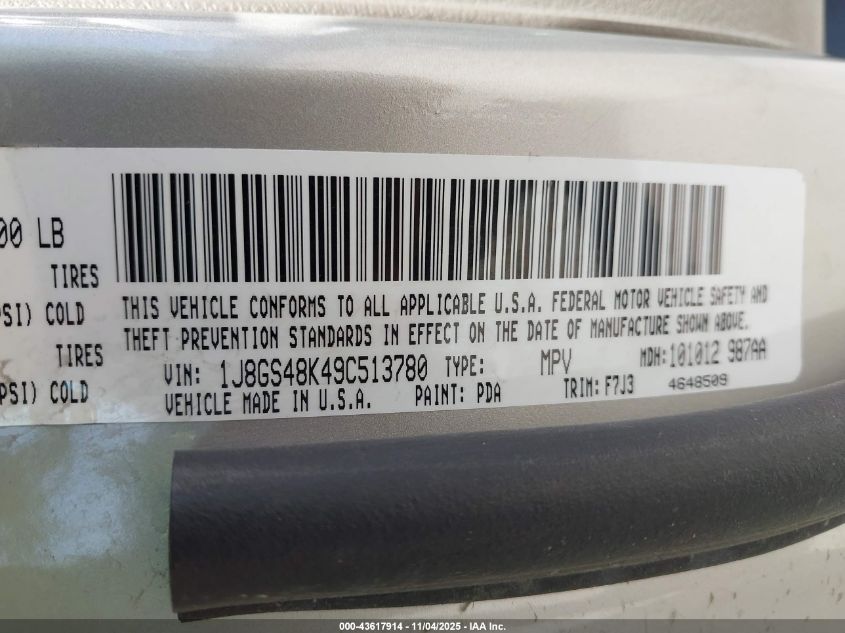 00 LB
TIRES
PSI) COLD
TIRES
PSI) COLD
THIS VEHICLE CONFORMS TO ALL APPLICABLE U.S.A. FEDERAL MOTOR VEHICLE SAFETY AND
THEFT PREVENTION STANDARDS IN EFFECT ON THE DATE OF MANUFACTURE SHOWN ABOVE.
VIN: 1J8GS48K49C513780 TYPE: MPV MDH:101012 987AA
VEHICLE MADE IN U.S.A. PAINT: PDA TRIM: F7J3 4648509
000-43617914 - 11/04/2025 - IAA Inc.